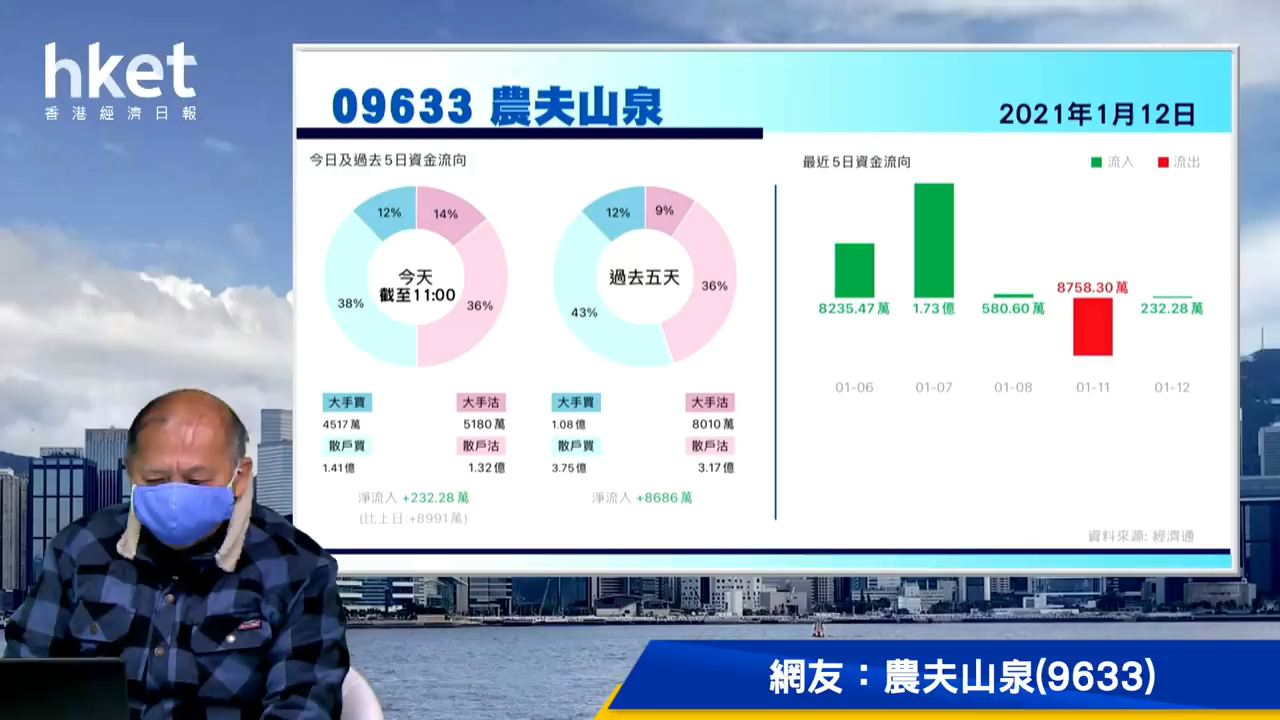 hket
香港經濟日報
09633 農夫山泉
2021年1月12日
今日及過去5日資金流向
12%
14%
38%
36%
今天
截至11:00
12%
9%
43%
36%
過去五天
大手買
大手沽
4517萬
5180萬
散戶買
散戶沽
1.41億
1.32億
淨流入 +232.28萬
(比上日:+8991萬)
大手買
大手沽
1.08億
8010萬
散戶買
散戶沽
3.75億
3.17億
淨流入 +8686萬
最近5日資金流向
流入
流出
8235.47萬
1.73億
580.60萬
8758.30萬
232.28萬
01-06
01-07
01-08
01-11
01-12
資料來源: 經濟通
網友：農夫山泉(9633)